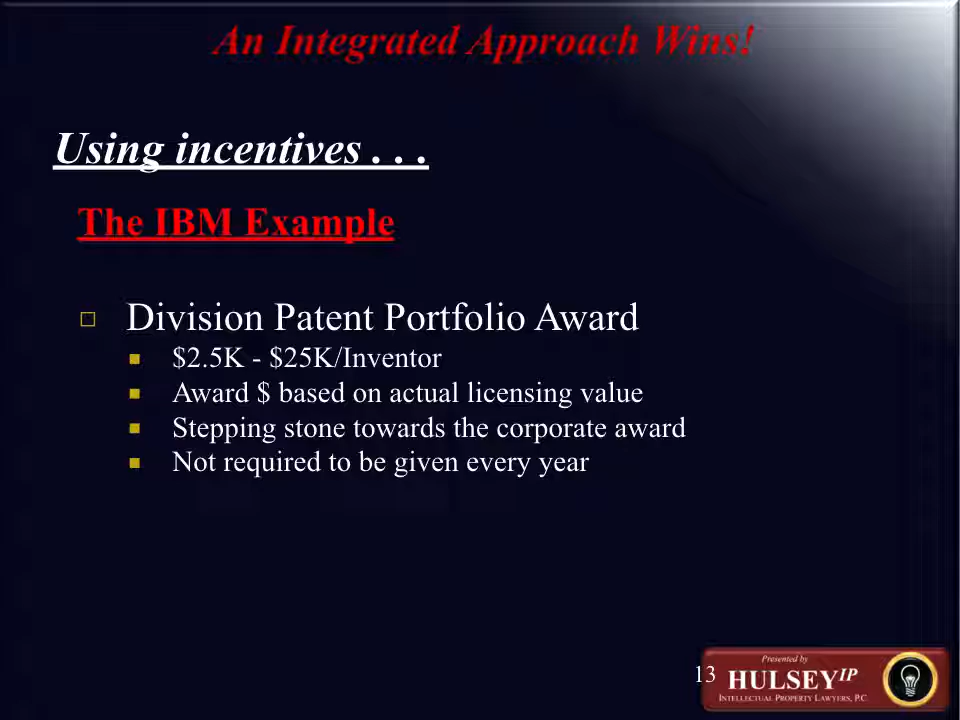 An Integrated Approach Wins!
Using incentives . . .
The IBM Example
Division Patent Portfolio Award
$2.5K - $25K/Inventor
Award $ based on actual licensing value
Stepping stone towards the corporate award
Not required to be given every year
13
Presented by
HULSEY IP
INTELLECTUAL PROPERTY LAWYERS, P.C.